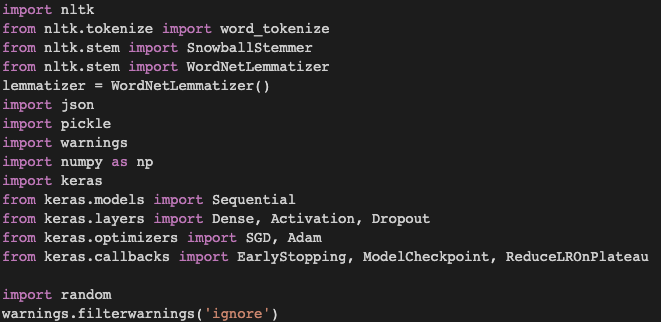 import nltk
from nltk.tokenize import word_tokenize
from nltk.stem import SnowballStemmer
from nltk.stem import WordNetLemmatizer
lemmatizer = WordNetLemmatizer()
import json
import pickle
import warnings
import numpy as np
import keras
from keras.models import Sequential
from keras.layers import Dense, Activation, Dropout
from keras.optimizers import SGD, Adam
from keras.callbacks import EarlyStopping, ModelCheckpoint, ReduceLROnPlateau
import random
warnings.filterwarnings('ignore')